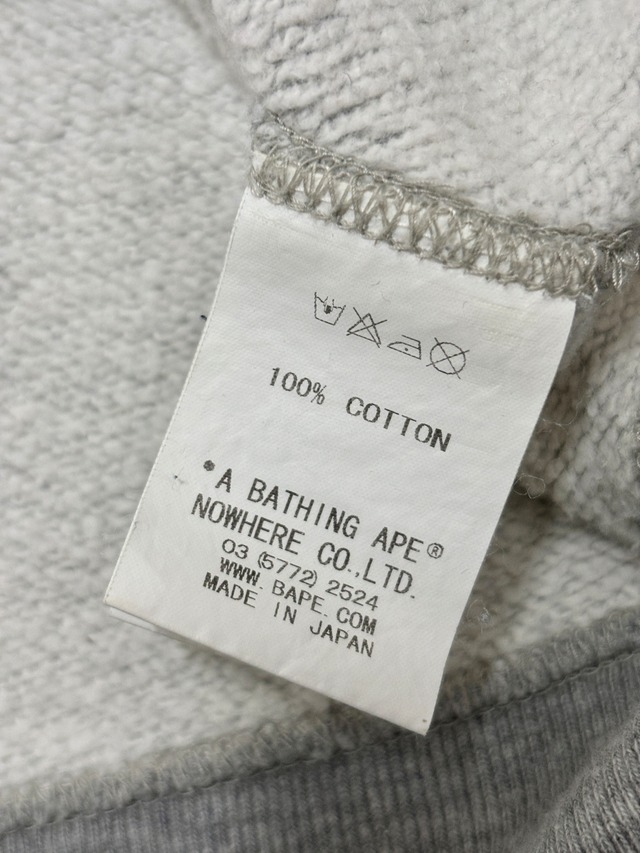 100% COTTON
*A BATHING APE®
NOWHERE CO.,LTD.
03 (5772) 2524
WWW. BAPE. COM
MADE IN JAPAN